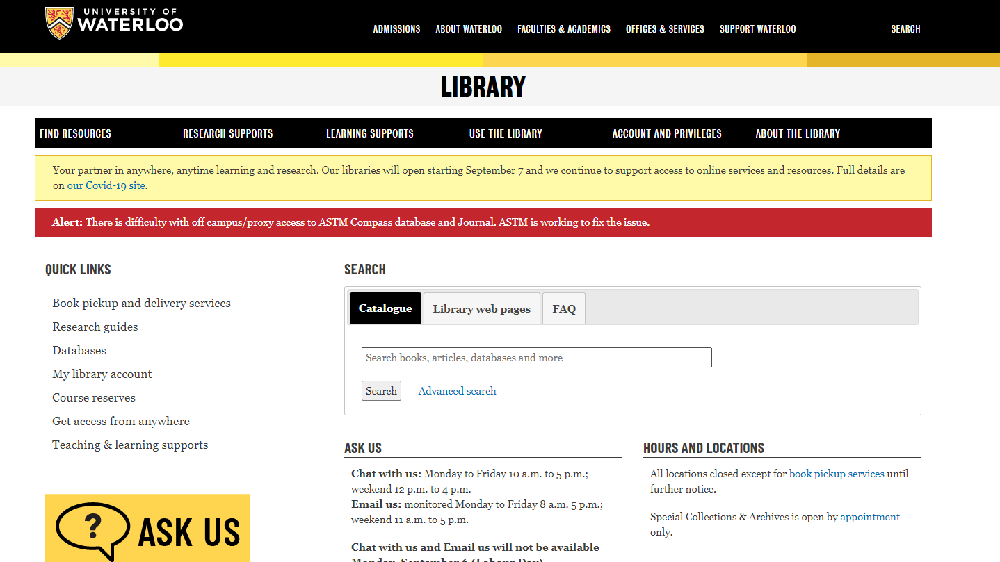 UNIVERSITY OF
WATERLOO
ADMISSIONS ABOUT WATERLOO FACULTIES & ACADEMICS OFFICES & SERVICES SUPPORT WATERLOO SEARCH
LIBRARY
FIND RESOURCES RESEARCH SUPPORTS LEARNING SUPPORTS USE THE LIBRARY ACCOUNT AND PRIVILEGES ABOUT THE LIBRARY
Your partner in anywhere, anytime learning and research. Our libraries will open starting September 7 and we continue to support access to online services and resources. Full details are
on our Covid-19 site.
Alert: There is difficulty with off campus/proxy access to ASTM Compass database and Journal. ASTM is working to fix the issue.
QUICK LINKS
Book pickup and delivery services
Research guides
Databases
My library account
Course reserves
Get access from anywhere
Teaching & learning supports
? ASK US
SEARCH
Catalogue Library web pages FAQ
Search books, articles, databases and more
Search Advanced search
ASK US
Chat with us: Monday to Friday 10 a.m. to 5 p.m.;
weekend 12 p.m. to 4 p.m.
Email us: monitored Monday to Friday 8 a.m. 5 p.m.;
weekend 11 a.m. to 5 p.m.
Chat with us and Email us will not be available
Monday, September 6 (Labour Day)
HOURS AND LOCATIONS
All locations closed except for book pickup services until
further notice.
Special Collections & Archives is open by appointment
only.